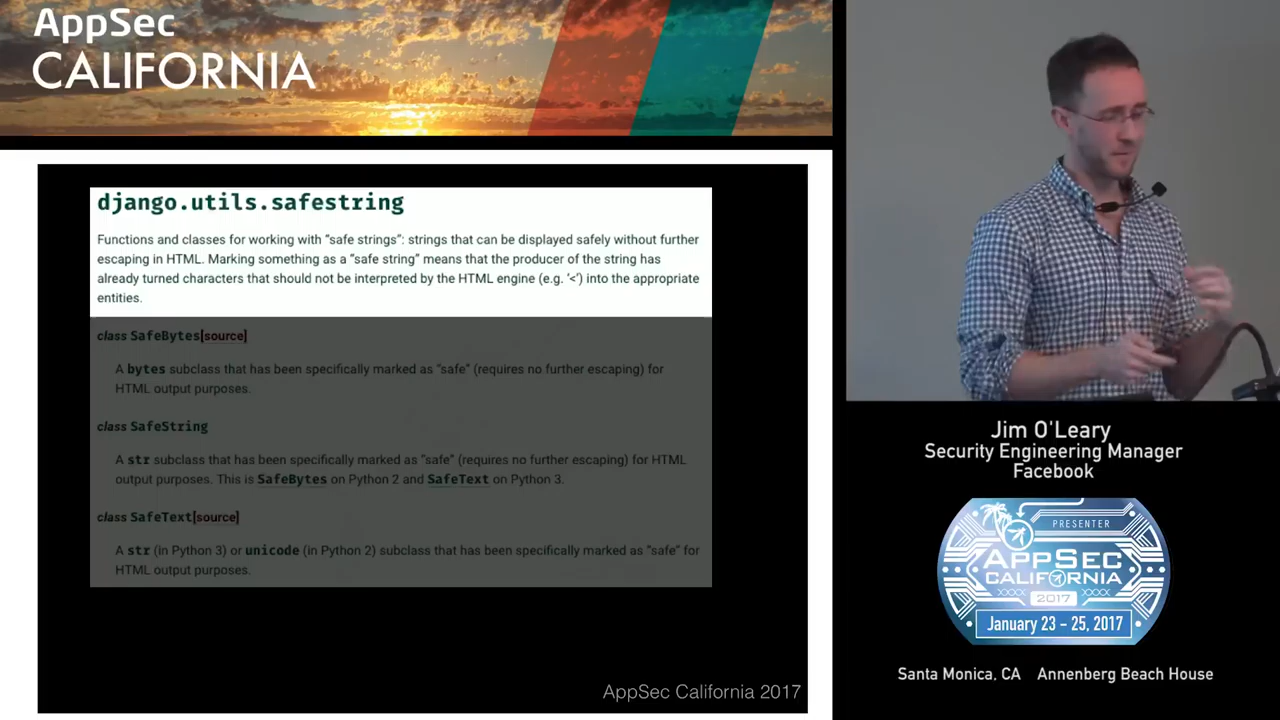 AppSec
CALIFORNIA
django.utils.safestring
Functions and classes for working with “safe strings”: strings that can be displayed safely without further
escaping in HTML. Marking something as a “safe string” means that the producer of the string has
already turned characters that should not be interpreted by the HTML engine (e.g. ‘<’) into the appropriate
entities.
class SafeBytes[source]
A bytes subclass that has been specifically marked as “safe” (requires no further escaping) for
HTML output purposes.
class SafeString
A str subclass that has been specifically marked as “safe” (requires no further escaping) for HTML
output purposes. This is SafeBytes on Python 2 and SafeText on Python 3.
class SafeText[source]
A str (in Python 3) or unicode (in Python 2) subclass that has been specifically marked as “safe” for
HTML output purposes.
AppSec California 2017
Jim O'Leary
Security Engineering Manager
Facebook
PRESENTER
APPSEC
CALIFORNIA
2017
January 23 - 25, 2017
Santa Monica, CA Annenberg Beach House